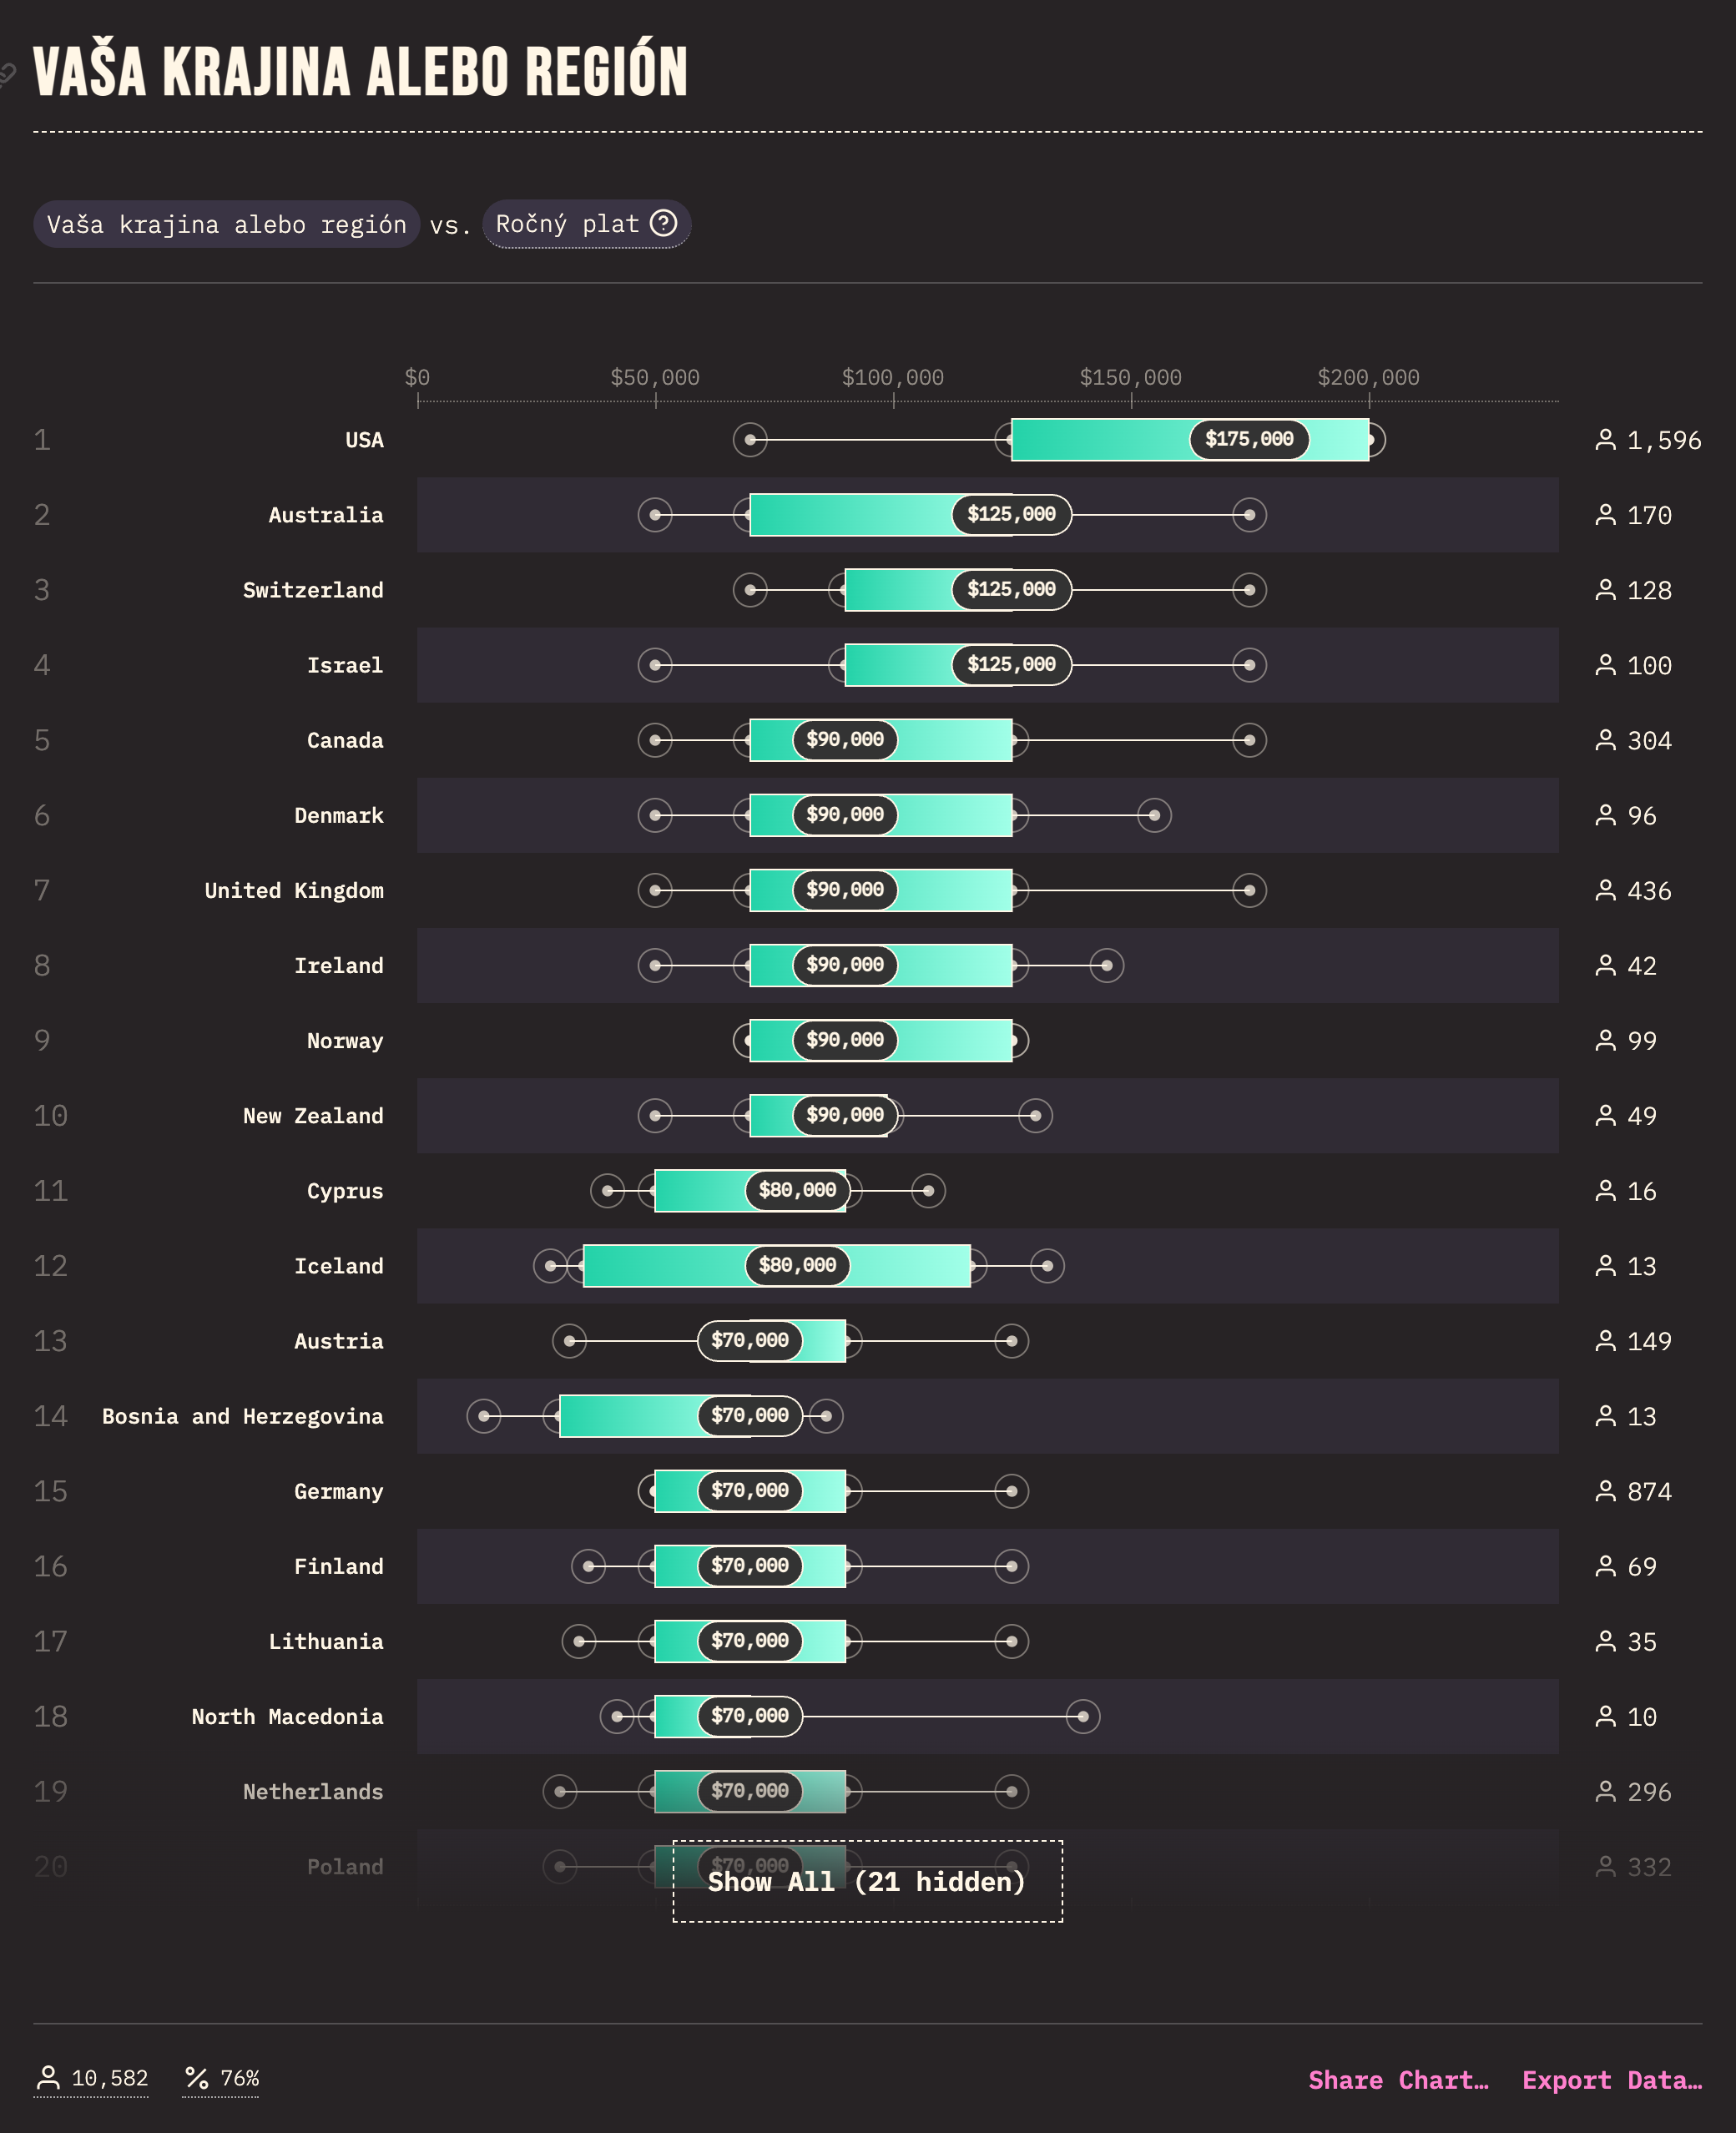 VAŠA KRAJINA ALEBO REGIÓN
Vaša krajina alebo región vs. Ročný plat
$0 $50,000 $100,000 $150,000 $200,000
1 USA $175,000 1,596
2 Australia $125,000 170
3 Switzerland $125,000 128
4 Israel $125,000 100
5 Canada $90,000 304
6 Denmark $90,000 96
7 United Kingdom $90,000 436
8 Ireland $90,000 42
9 Norway $90,000 99
10 New Zealand $90,000 49
11 Cyprus $80,000 16
12 Iceland $80,000 13
13 Austria $70,000 149
14 Bosnia and Herzegovina $70,000 13
15 Germany $70,000 874
16 Finland $70,000 69
17 Lithuania $70,000 35
18 North Macedonia $70,000 10
19 Netherlands $70,000 296
20 Poland $70,000 332
Show All (21 hidden)
10,582 76% Share Chart… Export Data…